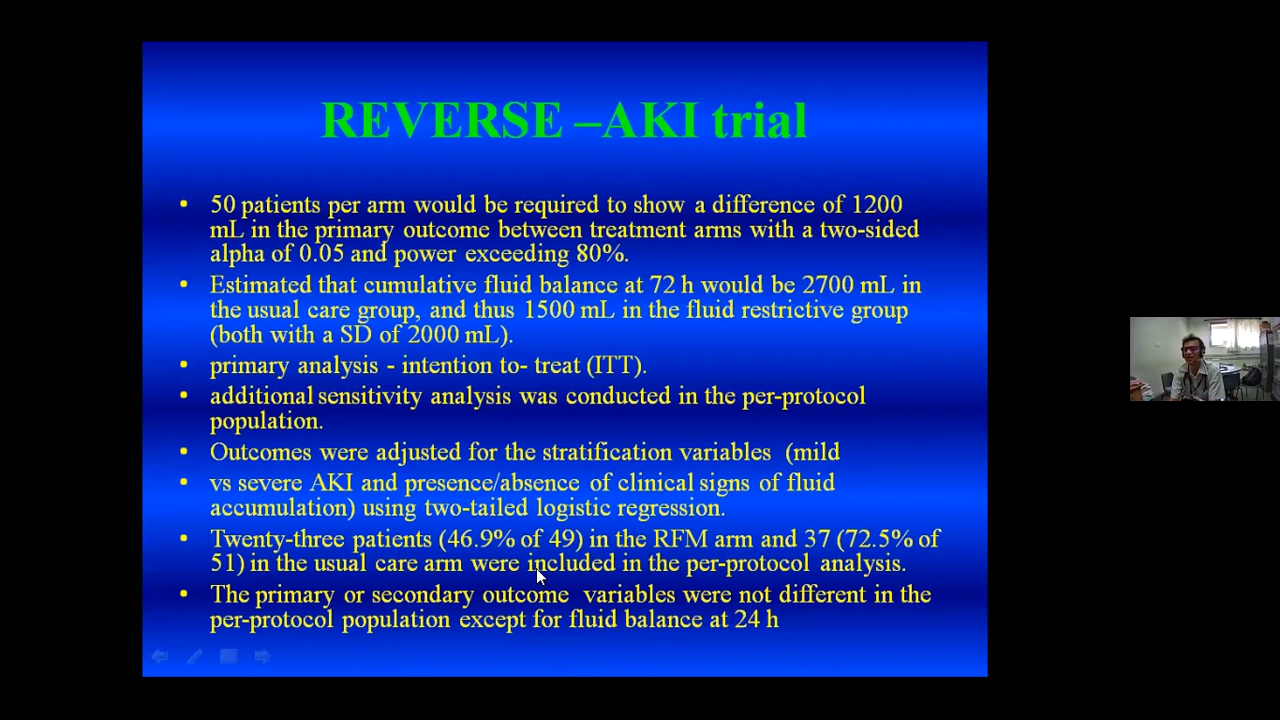 REVERSE –AKI trial
• 50 patients per arm would be required to show a difference of 1200
mL in the primary outcome between treatment arms with a two-sided
alpha of 0.05 and power exceeding 80%.
• Estimated that cumulative fluid balance at 72 h would be 2700 mL in
the usual care group, and thus 1500 mL in the fluid restrictive group
(both with a SD of 2000 mL).
• primary analysis - intention to- treat (ITT).
• additional sensitivity analysis was conducted in the per-protocol
population.
• Outcomes were adjusted for the stratification variables (mild
• vs severe AKI and presence/absence of clinical signs of fluid
accumulation) using two-tailed logistic regression.
• Twenty-three patients (46.9% of 49) in the RFM arm and 37 (72.5% of
51) in the usual care arm were included in the per-protocol analysis.
• The primary or secondary outcome variables were not different in the
per-protocol population except for fluid balance at 24 h